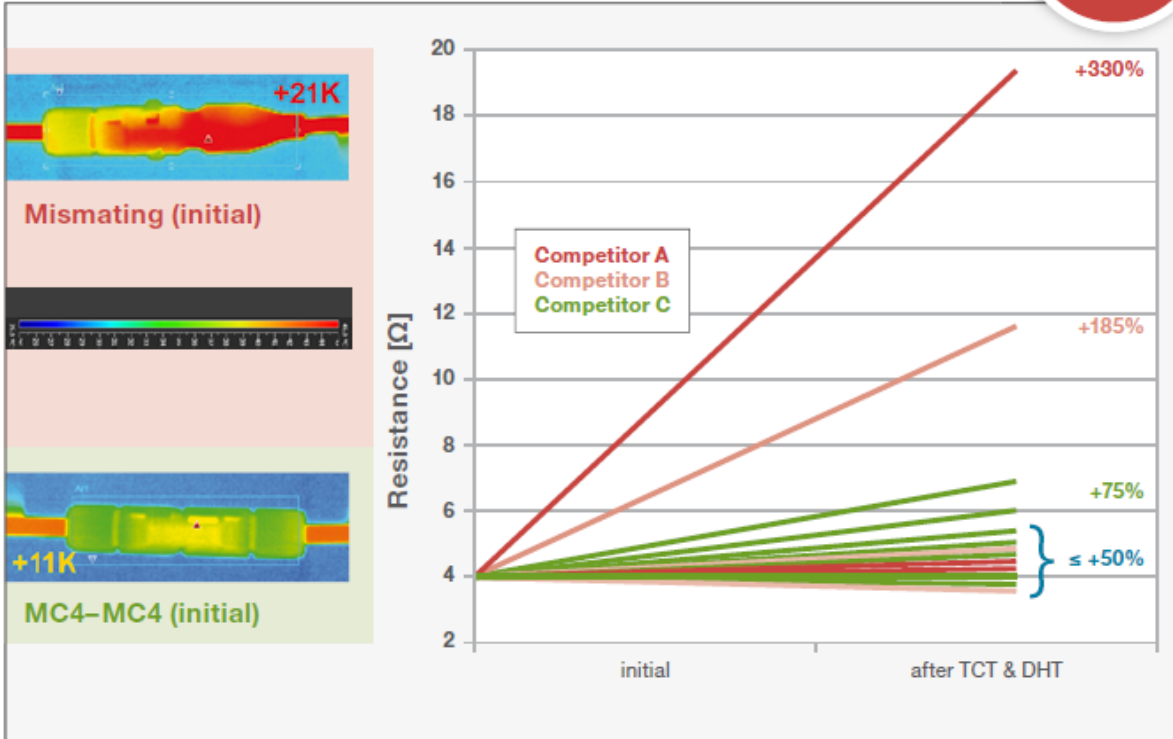 +21K
Mismating (initial)
+11K
MC4–MC4 (initial)
Resistance [Ω]
20
18
16
14
12
10
8
6
4
2
Competitor A
Competitor B
Competitor C
+330%
+185%
+75%
≤ +50%
initial
after TCT & DHT